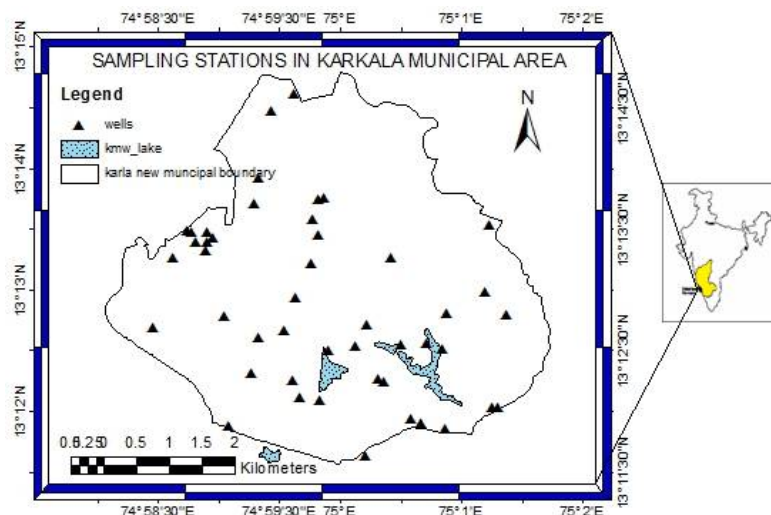 74°58'30"E 74°59'30"E 75°E 75°1'E 75°2'E
SAMPLING STATIONS IN KARKALA MUNICIPAL AREA
Legend
wells
kmw_lake
karla new muncipal boundary
N
13°15'N
13°14'N
13°13'N
13°12'N
13°14'30"N
13°13'30"N
13°12'30"N
13°11'30"N
0.5 0.25 0 0.5 1 1.5 2
Kilometers
74°58'30"E 74°59'30"E 75°E 75°1'E 75°2'E